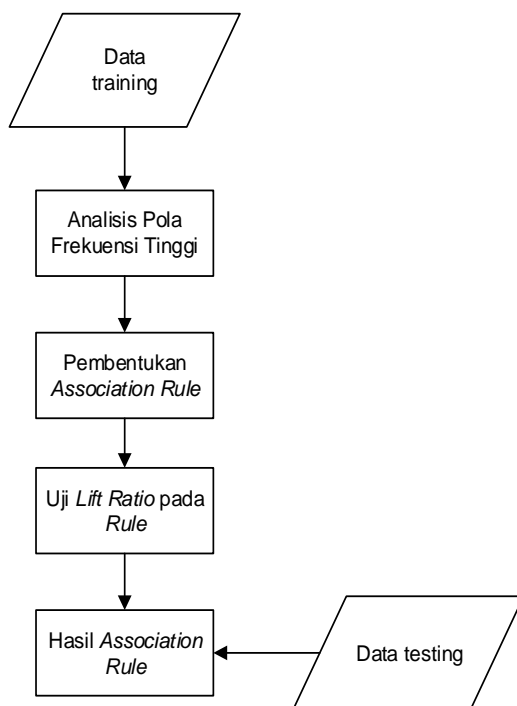 Data
training
Analisis Pola
Frekuensi Tinggi
Pembentukan
Association Rule
Uji Lift Ratio pada
Rule
Hasil Association
Rule
Data testing